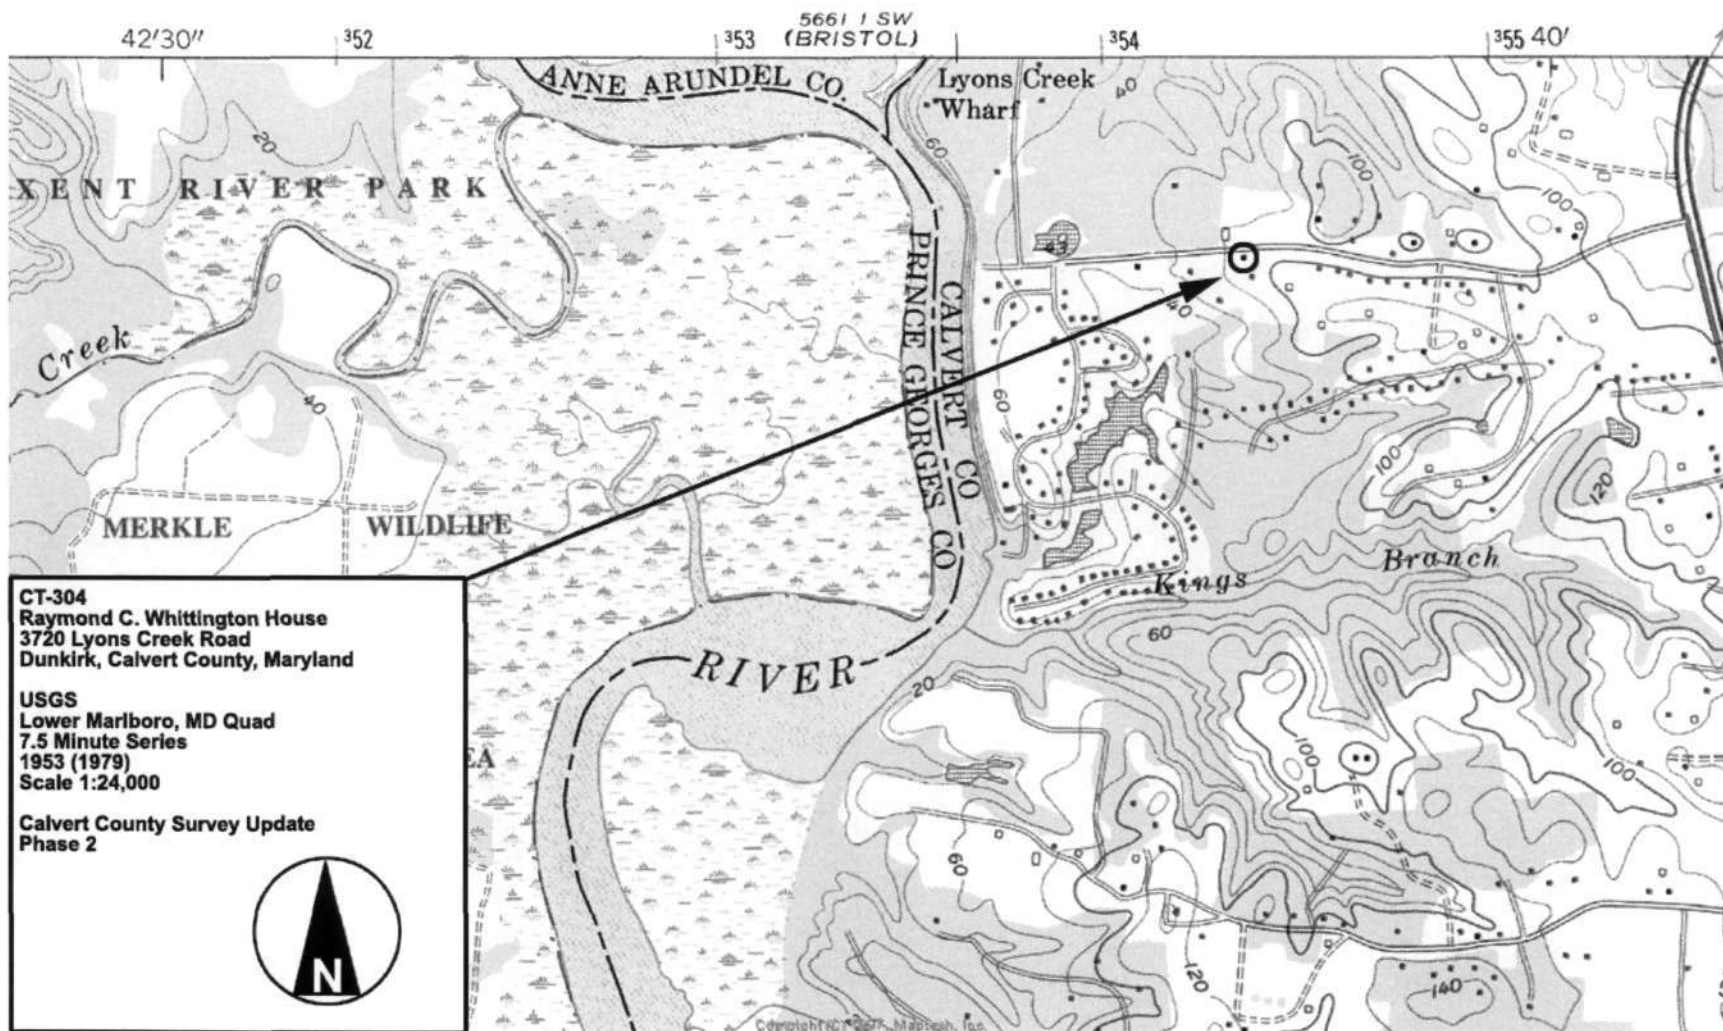 5661 I SW
(BRISTOL)
42'30" ³52 ³53 ³54 ³55 40'
ANNE ARUNDEL CO.
Lyons Creek
Wharf
40
60
20
100
100
XENT RIVER PARK
43
40
PRINCE GEORGES CO
CALVERT CO
Creek
40
60
100
120
MERKLE WILDLIFE
Kings Branch
60
RIVER
20
EA
100
100
60
120
140
CT-304
Raymond C. Whittington House
3720 Lyons Creek Road
Dunkirk, Calvert County, Maryland
USGS
Lower Marlboro, MD Quad
7.5 Minute Series
1953 (1979)
Scale 1:24,000
Calvert County Survey Update
Phase 2
N